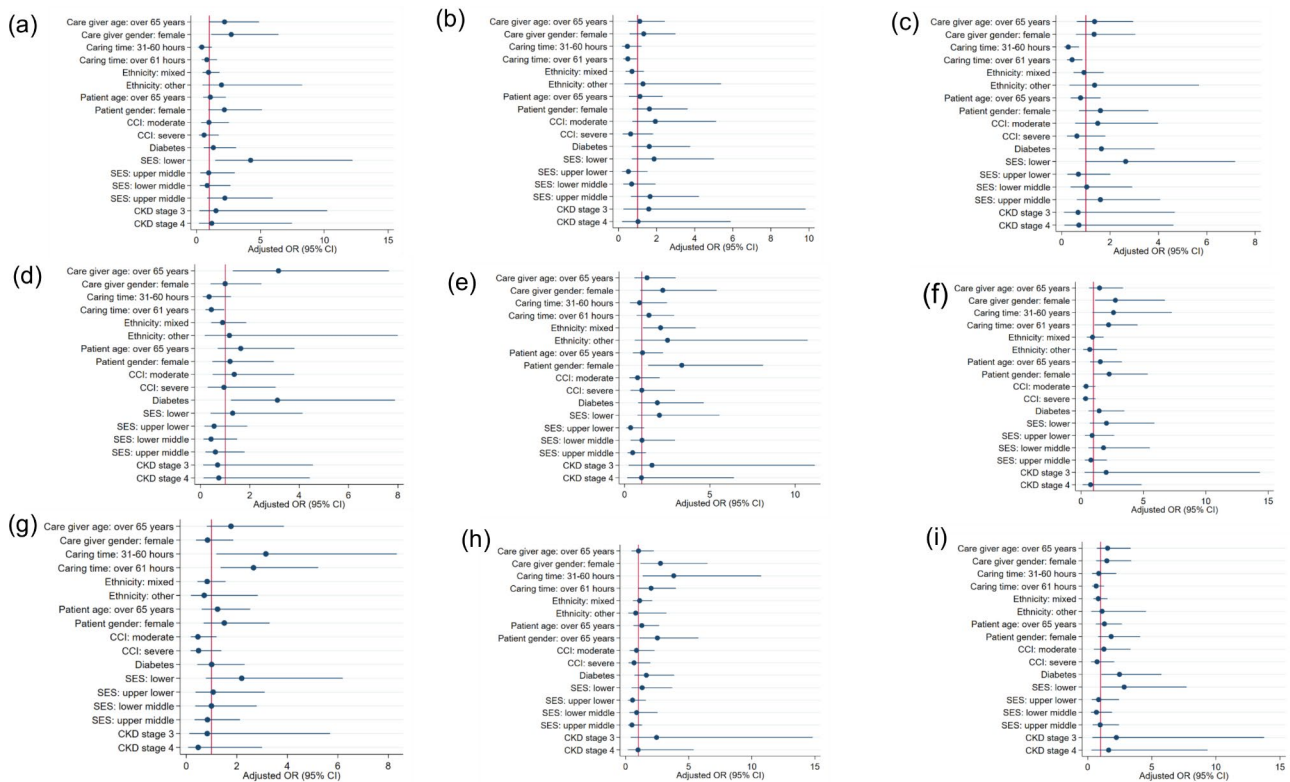 (a)
Care giver age: over 65 years
Care giver gender: female
Caring time: 31-60 hours
Caring time: over 61 hours
Ethnicity: mixed
Ethnicity: other
Patient age: over 65 years
Patient gender: female
CCI: moderate
CCI: severe
Diabetes
SES: lower
SES: upper lower
SES: lower middle
SES: upper middle
CKD stage 3
CKD stage 4
0 5 10 15
Adjusted OR (95% CI)
(b)
Care giver age: over 65 years
Care giver gender: female
Caring time: 31-60 hours
Caring time: over 61 years
Ethnicity: mixed
Ethnicity: other
Patient age: over 65 years
Patient gender: female
CCI: moderate
CCI: severe
Diabetes
SES: lower
SES: upper lower
SES: lower middle
SES: upper middle
CKD stage 3
CKD stage 4
0 2 4 6 8 10
Adjusted OR (95% CI)
(c)
Care giver age: over 65 years
Care giver gender: female
Caring time: 31-60 hours
Caring time: over 61 years
Ethnicity: mixed
Ethnicity: other
Patient age: over 65 years
Patient gender: female
CCI: moderate
CCI: severe
Diabetes
SES: lower
SES: upper lower
SES: lower middle
SES: upper middle
CKD stage 3
CKD stage 4
0 2 4 6 8
Adjusted OR (95% CI)
(d)
Care giver age: over 65 years
Care giver gender: female
Caring time: 31-60 hours
Caring time: over 61 years
Ethnicity: mixed
Ethnicity: other
Patient age: over 65 years
Patient gender: female
CCI: moderate
CCI: severe
Diabetes
SES: lower
SES: upper lower
SES: lower middle
SES: upper middle
CKD stage 3
CKD stage 4
0 2 4 6 8
Adjusted OR (95% CI)
(e)
Care giver age: over 65 years
Care giver gender: female
Caring time: 31-60 hours
Caring time: over 61 hours
Ethnicity: mixed
Ethnicity: other
Patient age: over 65 years
Patient gender: female
CCI: moderate
CCI: severe
Diabetes
SES: lower
SES: upper lower
SES: lower middle
SES: upper middle
CKD stage 3
CKD stage 4
0 5 10
Adjusted OR (95% CI)
(f)
Care giver age: over 65 years
Care giver gender: female
Caring time: 31-60 years
Caring time: over 61 years
Ethnicity: mixed
Ethnicity: other
Patient age: over 65 years
Patient gender: female
CCI: moderate
CCI: severe
Diabetes
SES: lower
SES: upper lower
SES: lower middle
SES: upper middle
CKD stage 3
CKD stage 4
0 5 10 15
Adjusted OR (95% CI)
(g)
Care giver age: over 65 years
Care giver gender: female
Caring time: 31-60 hours
Caring time: over 61 hours
Ethnicity: mixed
Ethnicity: other
Patient age: over 65 years
Patient gender: female
CCI: moderate
CCI: severe
Diabetes
SES: lower
SES: upper lower
SES: lower middle
SES: upper middle
CKD stage 3
CKD stage 4
0 2 4 6 8
Adjusted OR (95% CI)
(h)
Care giver age: over 65 years
Care giver gender: female
Caring time: 31-60 hours
Caring time: over 61 hours
Ethnicity: mixed
Ethnicity: other
Patient age: over 65 years
Patient gender: over 65 years
CCI: moderate
CCI: severe
Diabetes
SES: lower
SES: upper lower
SES: lower middle
SES: upper middle
CKD stage 3
CKD stage 4
0 5 10 15
Adjusted OR (95% CI)
(i)
Care giver age: over 65 years
Care giver gender: female
Caring time: 31-60 hours
Caring time: over 61 hours
Ethnicity: mixed
Ethnicity: other
Patient age: over 65 years
Patient gender: female
CCI: moderate
CCI: severe
Diabetes
SES: lower
SES: upper lower
SES: lower middle
SES: upper middle
CKD stage 3
CKD stage 4
0 5 10 15
Adjusted OR (95% CI)